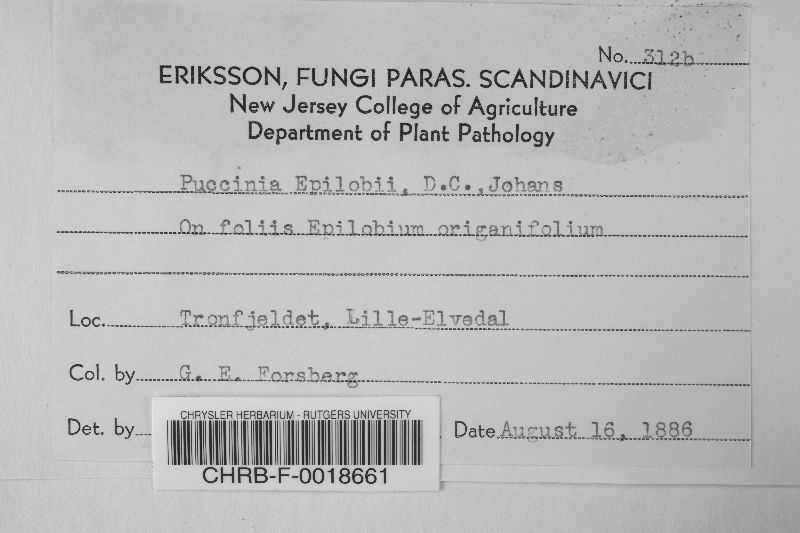 No. 312b
ERIKSSON, FUNGI PARAS. SCANDINAVICI
New Jersey College of Agriculture
Department of Plant Pathology
Puccinia Epilobii, D.C.,Johans
On foliis Epilobium origanifolium
Loc. Tronfjeldet, Lille-Elvedal
Col. by G. E. Forsberg
Det. by
Date August 16, 1886
CHRYSLER HERBARIUM - RUTGERS UNIVERSITY
CHRB-F-0018661